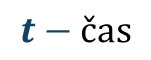 t – čas